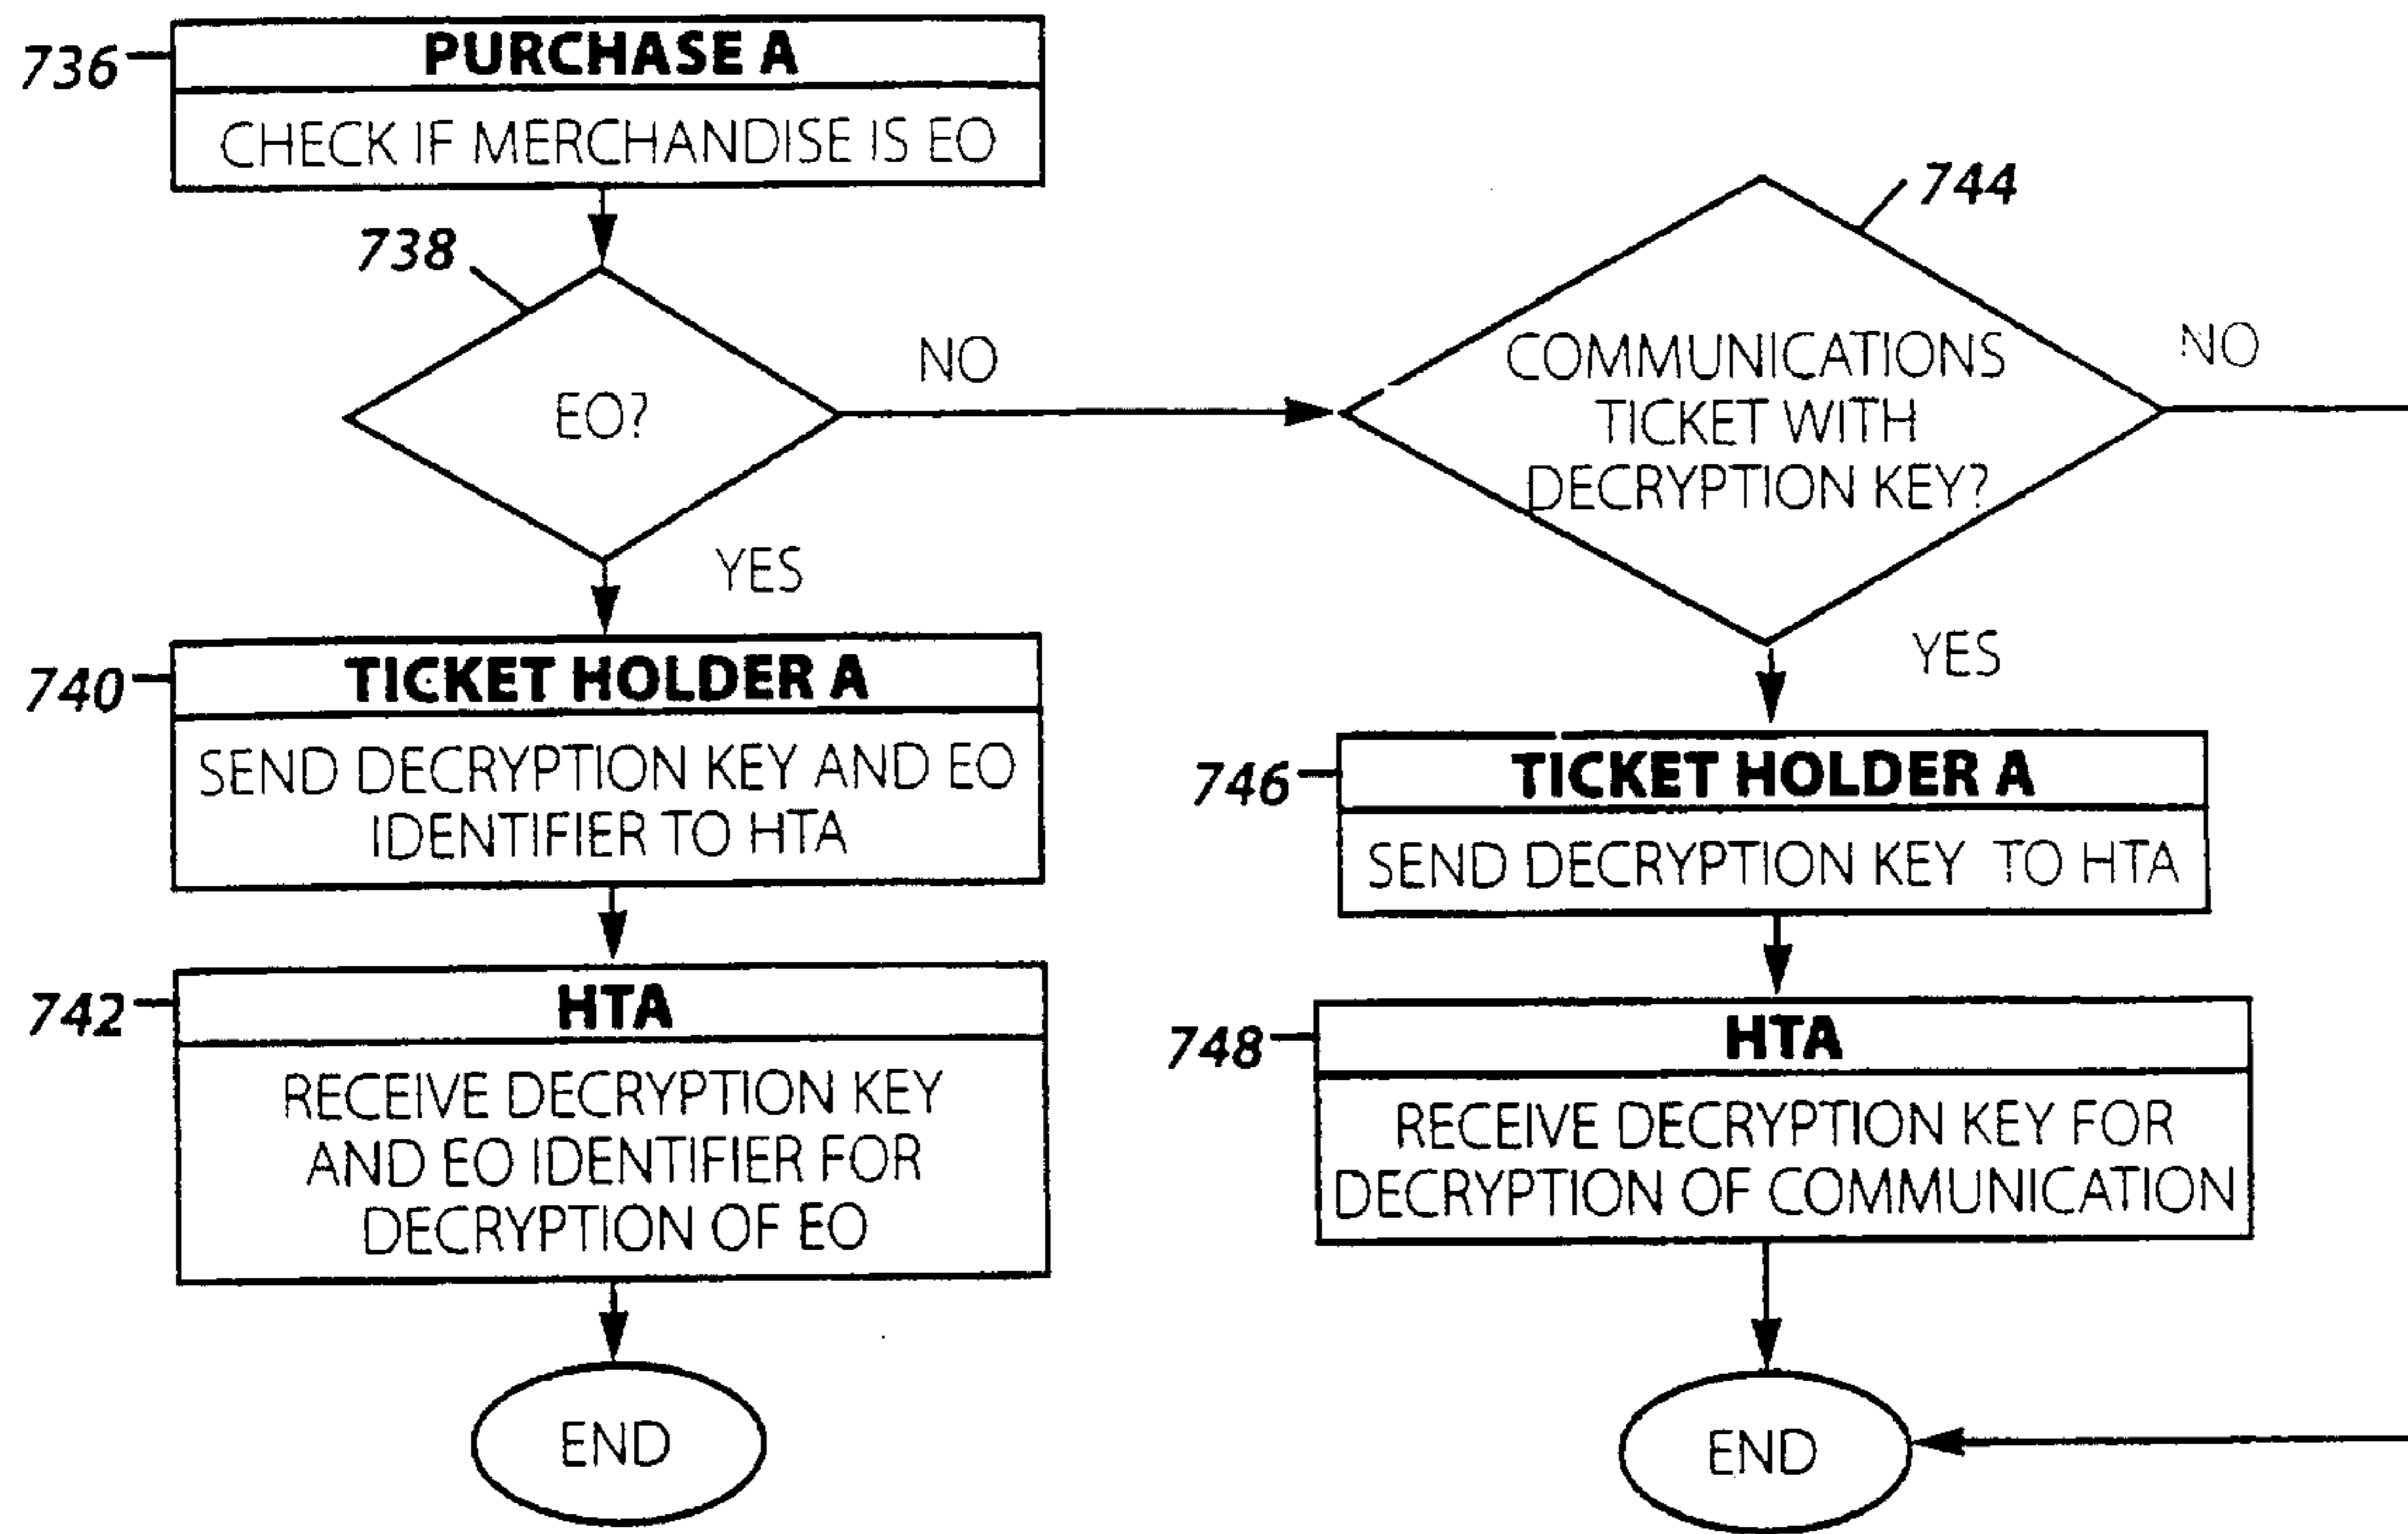 736
PURCHASE A
CHECK IF MERCHANDISE IS EO
738
EO?
NO
YES
740
TICKET HOLDER A
SEND DECRYPTION KEY AND EO
IDENTIFIER TO HTA
742
HTA
RECEIVE DECRYPTION KEY
AND EO IDENTIFIER FOR
DECRYPTION OF EO
END
744
COMMUNICATIONS
TICKET WITH
DECRYPTION KEY?
NO
YES
746
TICKET HOLDER A
SEND DECRYPTION KEY TO HTA
748
HTA
RECEIVE DECRYPTION KEY FOR
DECRYPTION OF COMMUNICATION
END